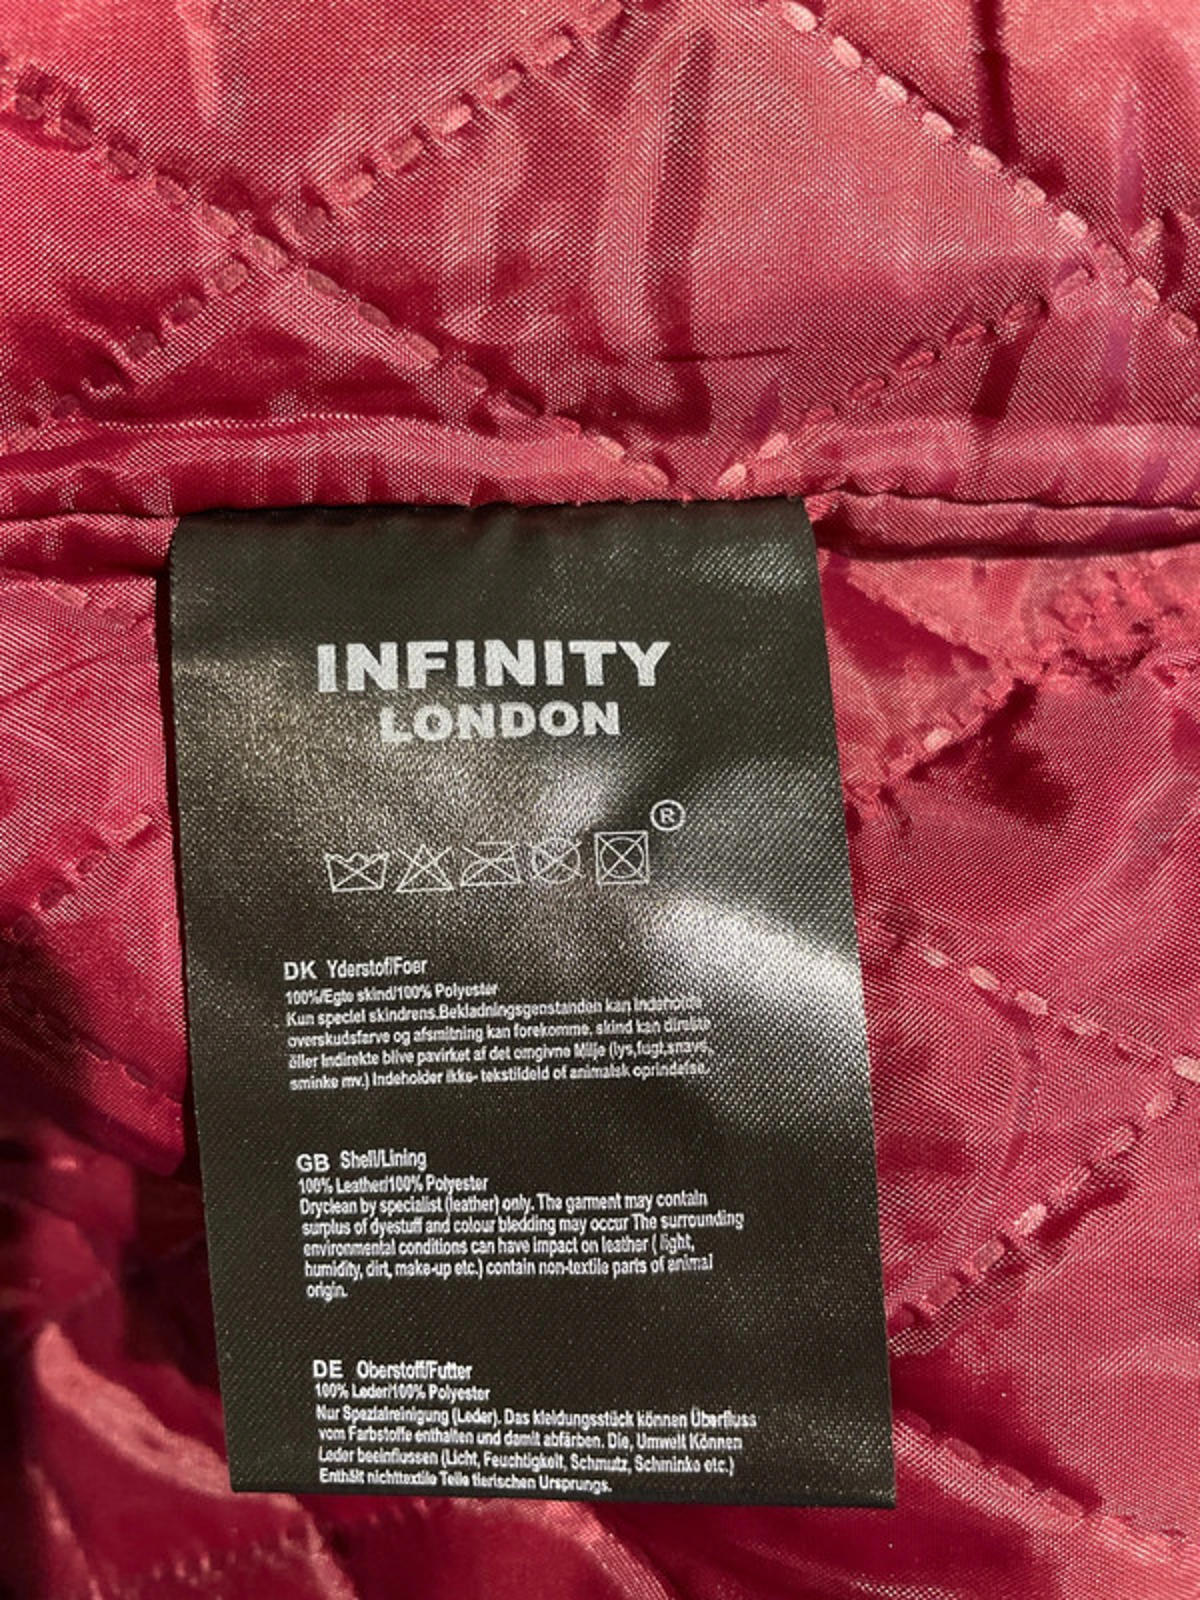 INFINITY
LONDON
®
DK Yderstof/Foer
100%/Egte skind/100% Polyester
Kun speciel skindrens.Bekladningsgenstanden kan Indeholde
overskudsfarve og afsmitning kan forekomme. skind kan direkte
äller Indirekte blive pavirket af det omgivne Milje (lys,fugt,snavs,
sminke mv.) Indeholder ikke- tekstildeld of animalsk oprindelse.
GB Shell/Lining
100% Leather/100% Polyester
Dryclean by specialist (leather) only. The garment may contain
surplus of dyestuff and colour bledding may occur The surrounding
environmental conditions can have impact on leather ( light,
humidity, dirt, make-up etc.) contain non-textile parts of animal
origin.
DE Oberstoff/Futter
100% Leder/100% Polyester
Nur Spezialreinigung (Leder). Das kleidungsstück können Überfluss
vom Farbstoffe enthalten und damit abfärben. Die, Umwelt Können
Leder beeinflussen (Licht, Feuchtigkeit, Schmutz, Schminke etc.)
Enthält nichttextile Teile tierischen Ursprungs.